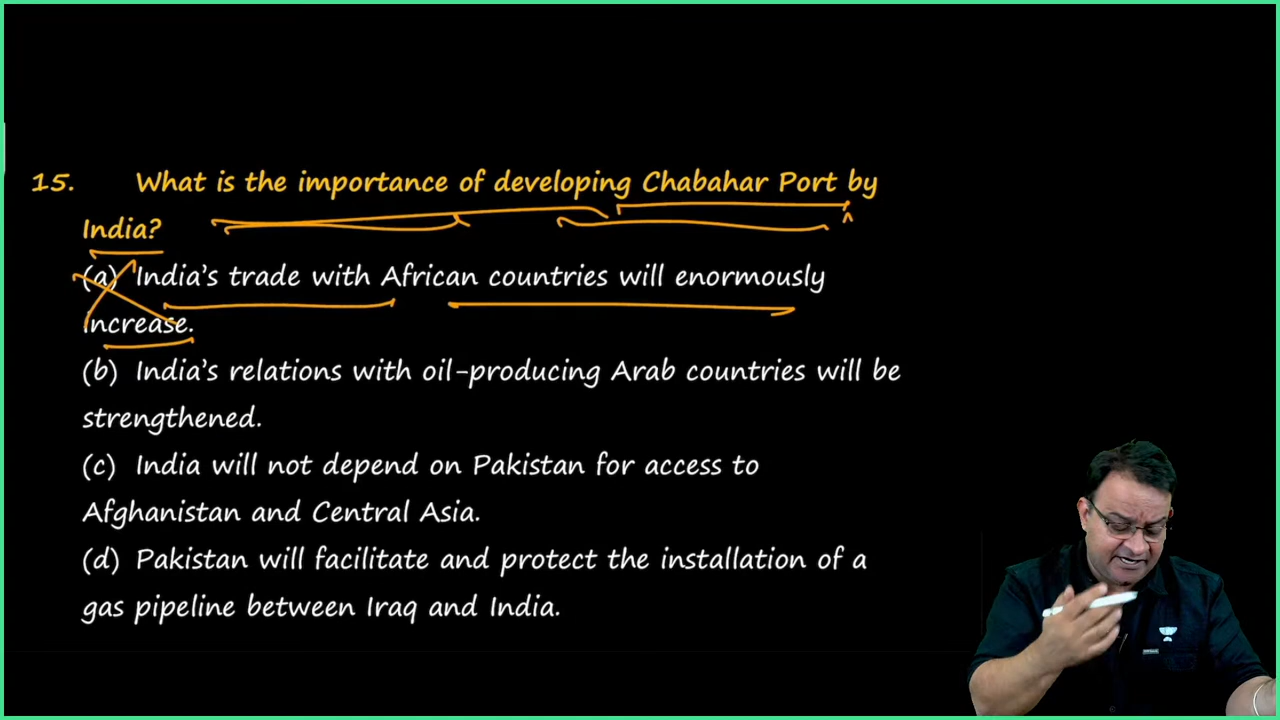 15. What is the importance of developing Chabahar Port by
India?
(a) India's trade with African countries will enormously
increase.
(b) India's relations with oil-producing Arab countries will be
strengthened.
(c) India will not depend on Pakistan for access to
Afghanistan and Central Asia.
(d) Pakistan will facilitate and protect the installation of a
gas pipeline between Iraq and India.